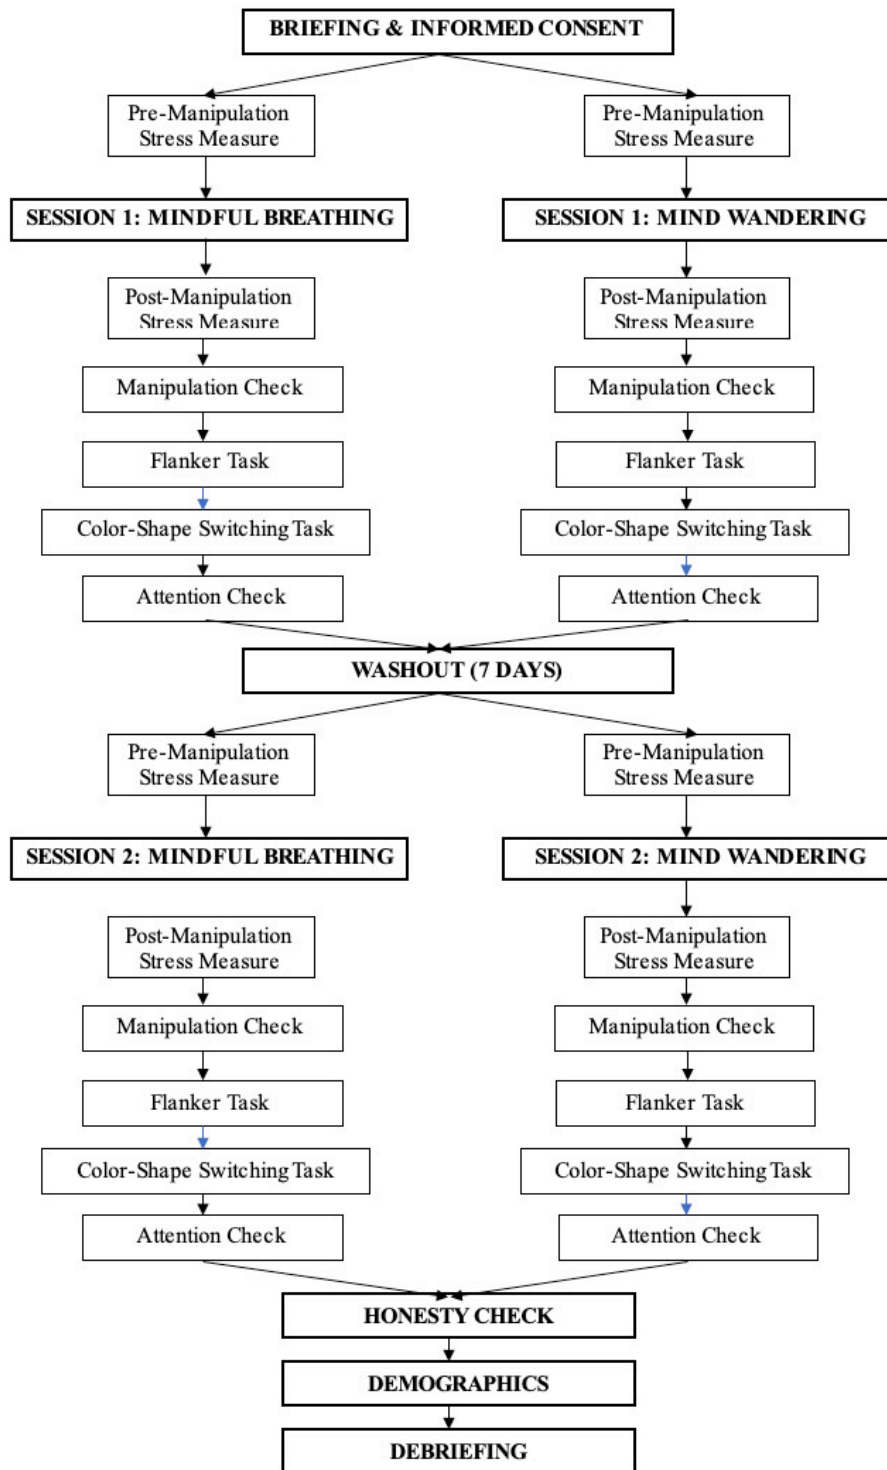 BRIEFING & INFORMED CONSENT
Pre-Manipulation
Stress Measure
Pre-Manipulation
Stress Measure
SESSION 1: MINDFUL BREATHING
SESSION 1: MIND WANDERING
Post-Manipulation
Stress Measure
Post-Manipulation
Stress Measure
Manipulation Check
Manipulation Check
Flanker Task
Flanker Task
Color-Shape Switching Task
Color-Shape Switching Task
Attention Check
Attention Check
WASHOUT (7 DAYS)
Pre-Manipulation
Stress Measure
Pre-Manipulation
Stress Measure
SESSION 2: MINDFUL BREATHING
SESSION 2: MIND WANDERING
Post-Manipulation
Stress Measure
Post-Manipulation
Stress Measure
Manipulation Check
Manipulation Check
Flanker Task
Flanker Task
Color-Shape Switching Task
Color-Shape Switching Task
Attention Check
Attention Check
HONESTY CHECK
DEMOGRAPHICS
DEBRIEFING